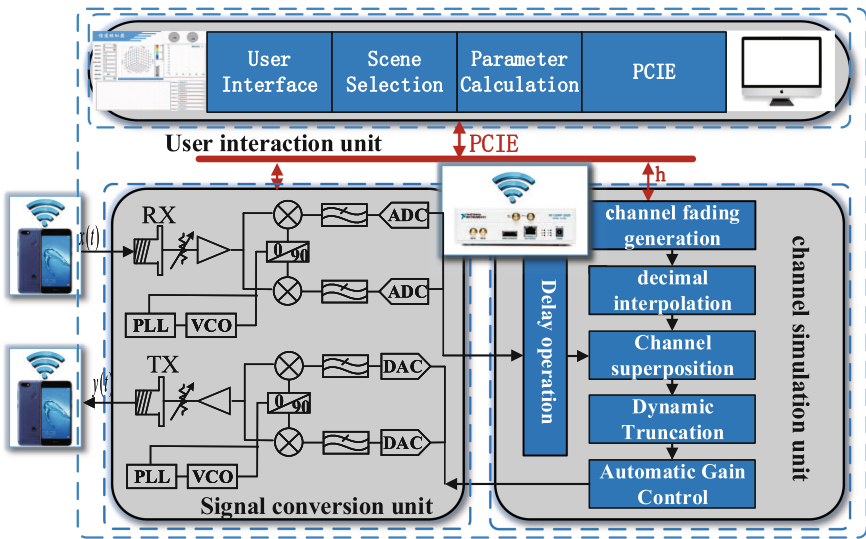 User
Interface
Scene
Selection
Parameter
Calculation
PCIE
User interaction unit
PCIE
h
x(t)
RX
0
90
ADC
ADC
PLL
VCO
y(t)
TX
0
90
DAC
DAC
PLL
VCO
Signal conversion unit
Delay operation
channel fading
generation
decimal
interpolation
Channel
superposition
Dynamic
Truncation
Automatic Gain
Control
channel simulation unit